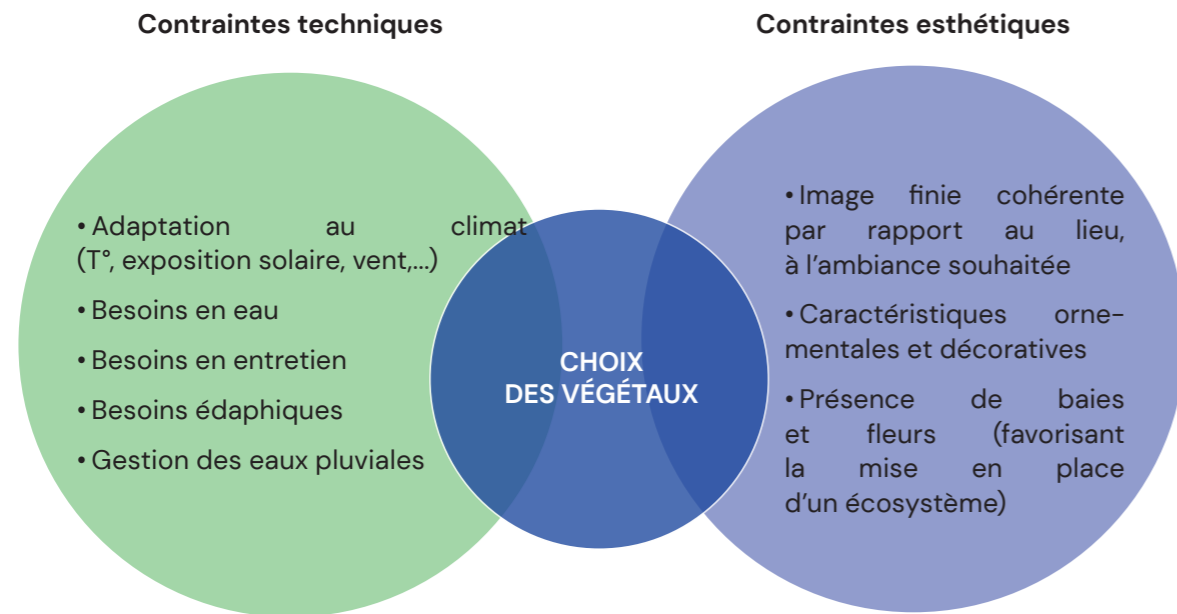 Contraintes techniques
• Adaptation au climat
(T°, exposition solaire, vent,...)
• Besoins en eau
• Besoins en entretien
• Besoins édaphiques
• Gestion des eaux pluviales
CHOIX
DES VÉGÉTAUX
Contraintes esthétiques
• Image finie cohérente
par rapport au lieu,
à l’ambiance souhaitée
• Caractéristiques orne-
mentales et décoratives
• Présence de baies
et fleurs (favorisant
la mise en place
d’un écosystème)